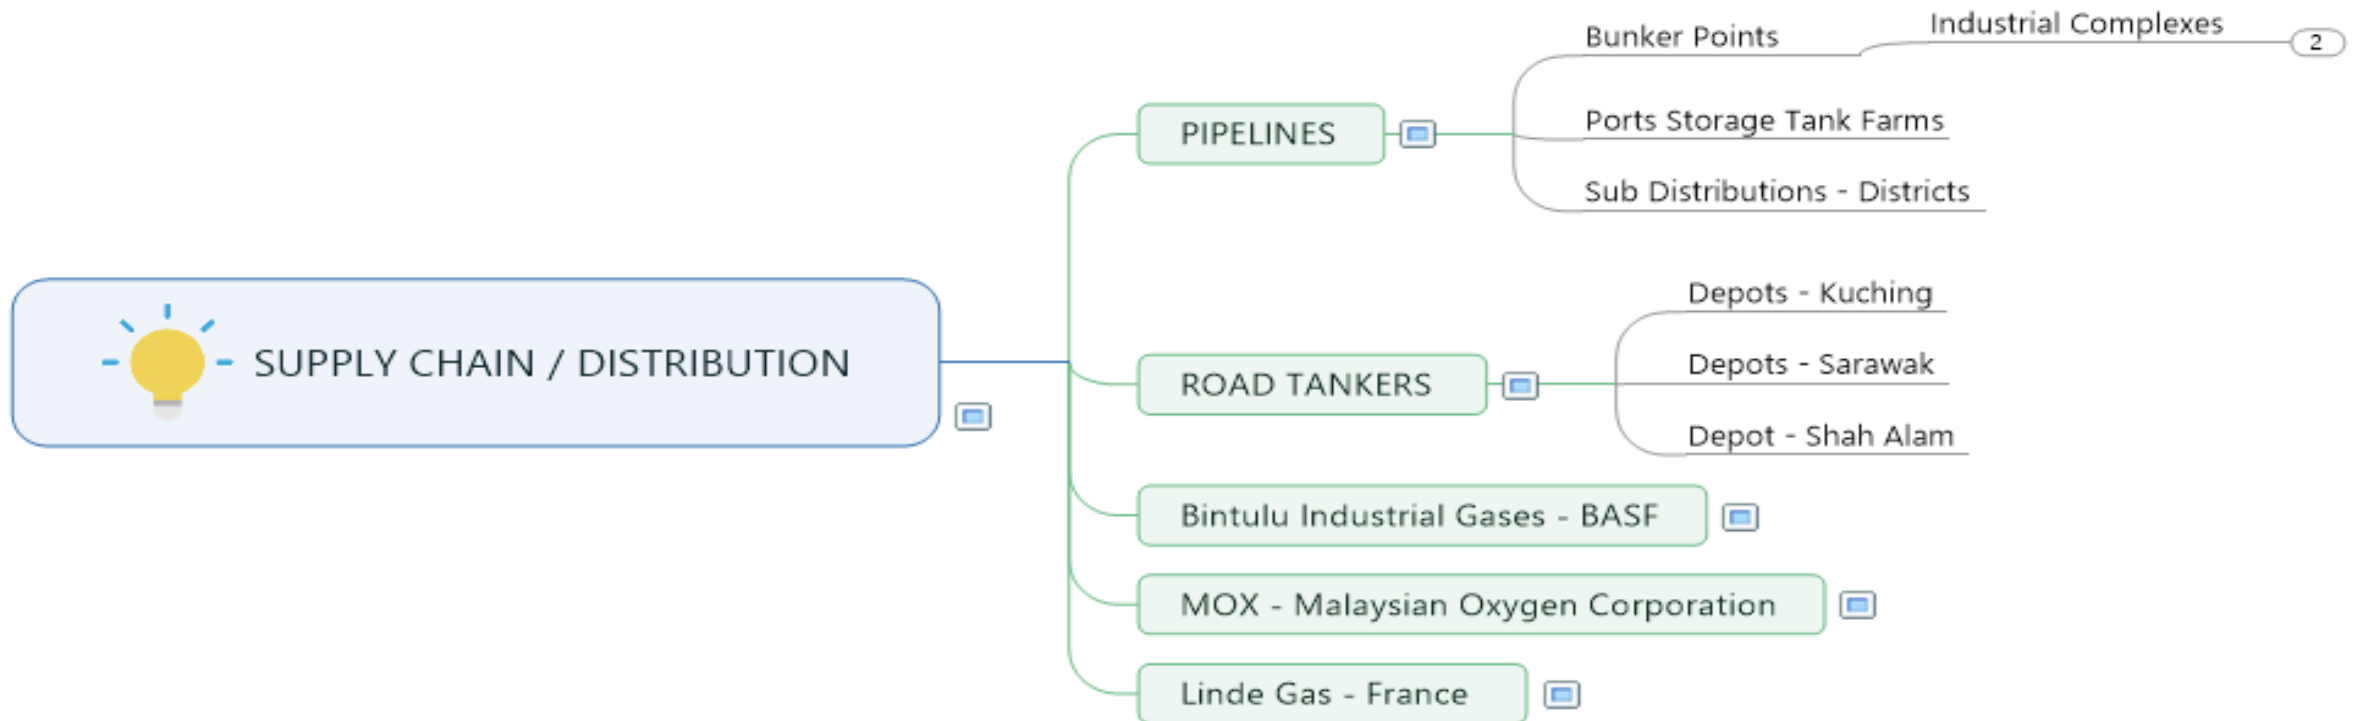 SUPPLY CHAIN / DISTRIBUTION
PIPELINES
Bunker Points
Industrial Complexes
2
Ports Storage Tank Farms
Sub Distributions - Districts
ROAD TANKERS
Depots - Kuching
Depots - Sarawak
Depot - Shah Alam
Bintulu Industrial Gases - BASF
MOX - Malaysian Oxygen Corporation
Linde Gas - France